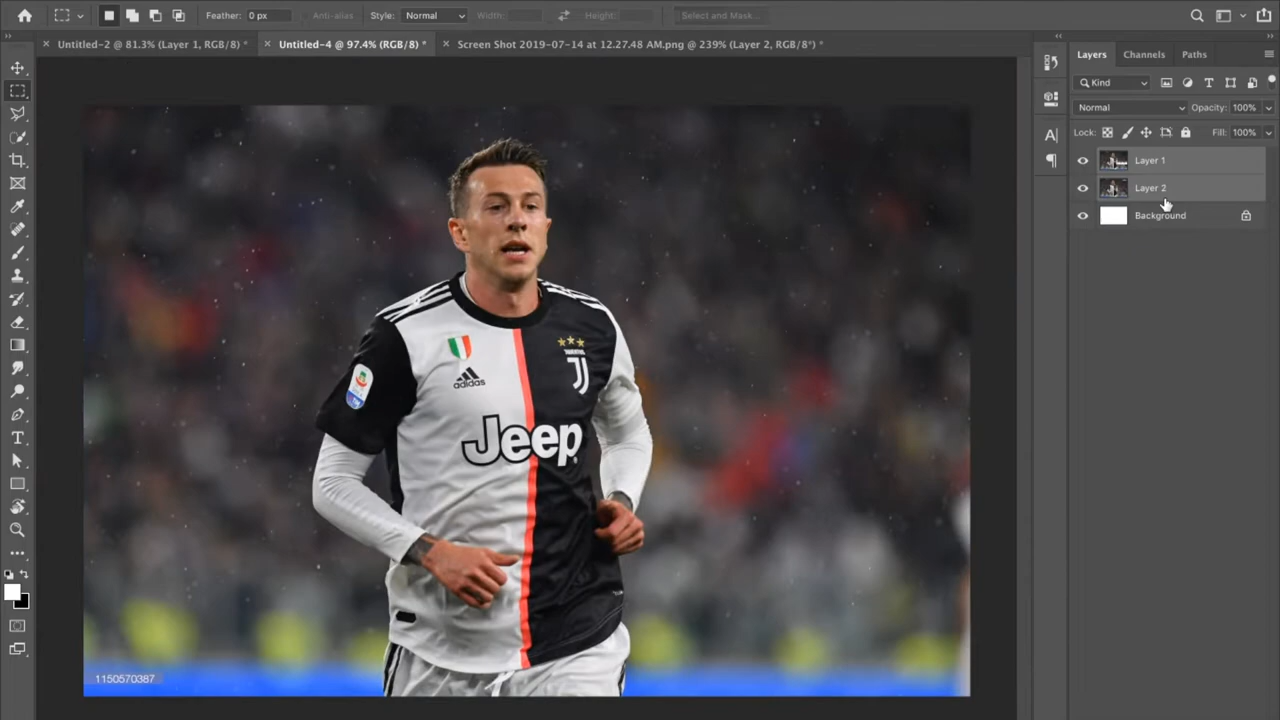 Feather: 0 px Anti-alias Style: Normal Width: Height: Select and Mask...
Untitled-2 @ 81.3% (Layer 1, RGB/8) * Untitled-4 @ 97.4% (RGB/8) * Screen Shot 2019-07-14 at 12.27.48 AM.png @ 239% (Layer 2, RGB/8*) *
Layers Channels Paths
Kind
Normal Opacity: 100%
Lock: Fill: 100%
Layer 1
Layer 2
Background
JUVENTUS
adidas
Jeep
1150570387